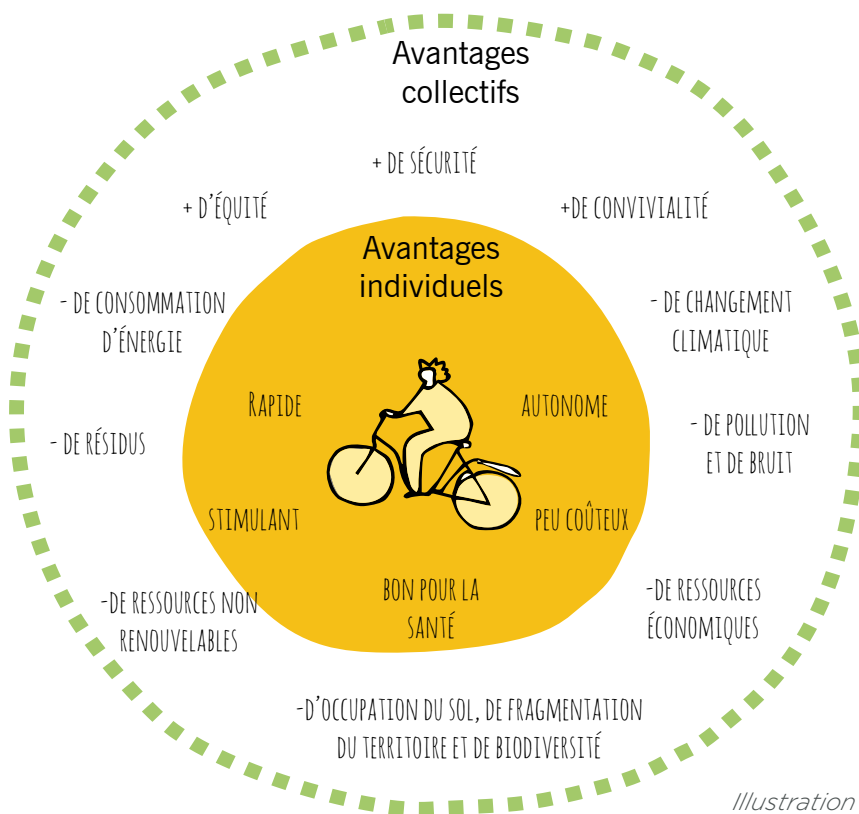 Avantages
collectifs
+ DE SÉCURITÉ
+ D'ÉQUITÉ
+DE CONVIVIALITÉ
Avantages
individuels
- DE CONSOMMATION
D'ÉNERGIE
- DE CHANGEMENT
CLIMATIQUE
RAPIDE
AUTONOME
- DE RÉSIDUS
- DE POLLUTION
ET DE BRUIT
STIMULANT
PEU COÛTEUX
BON POUR LA
SANTÉ
-DE RESSOURCES NON
RENOUVELABLES
-DE RESSOURCES
ÉCONOMIQUES
-D'OCCUPATION DU SOL, DE FRAGMENTATION
DU TERRITOIRE ET DE BIODIVERSITÉ
Illustration